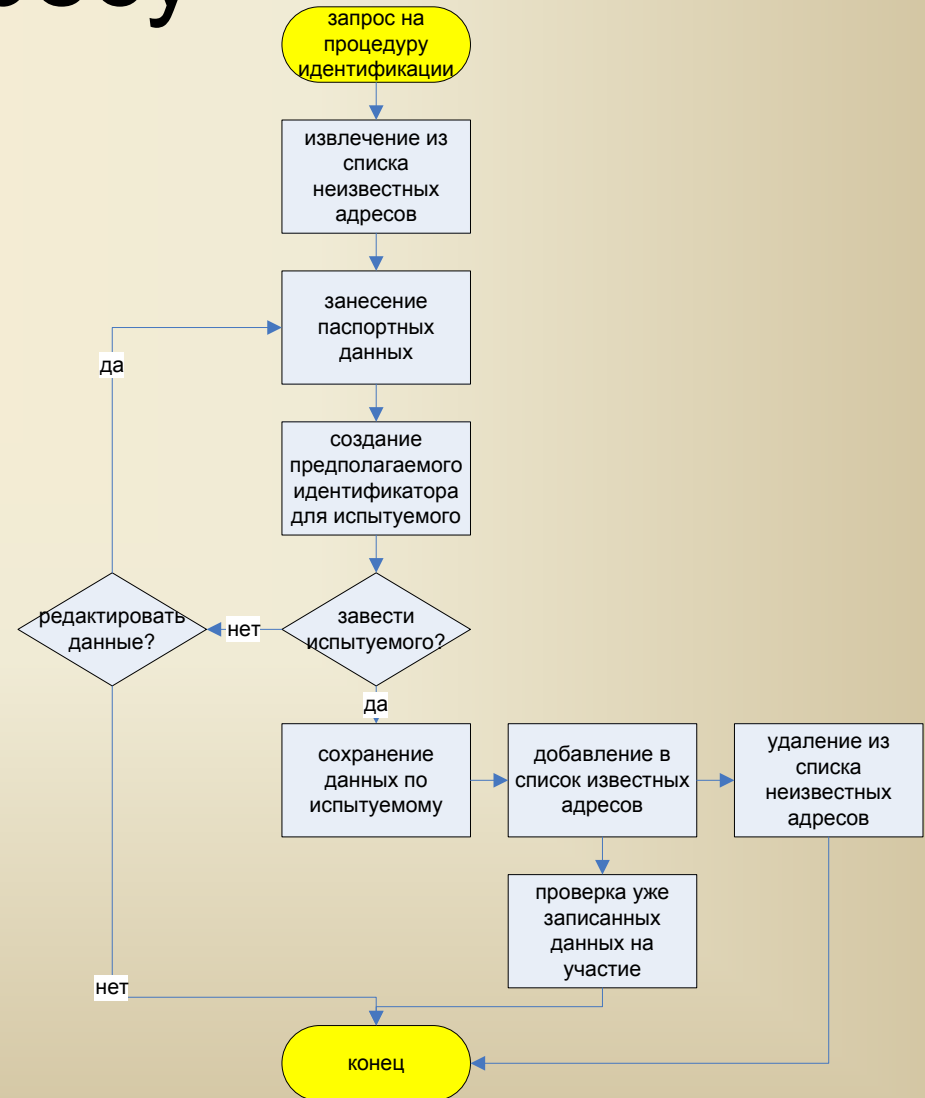 запрос на
процедуру
идентификации
извлечение из
списка
неизвестных
адресов
занесение
паспортных
данных
да
создание
предполагаемого
идентификатора
для испытуемого
редактировать
данные?
нет
завести
испытуемого?
да
сохранение
данных по
испытуемому
добавление в
список известных
адресов
удаление из
списка
неизвестных
адресов
проверка уже
записанных
данных на
участие
нет
конец